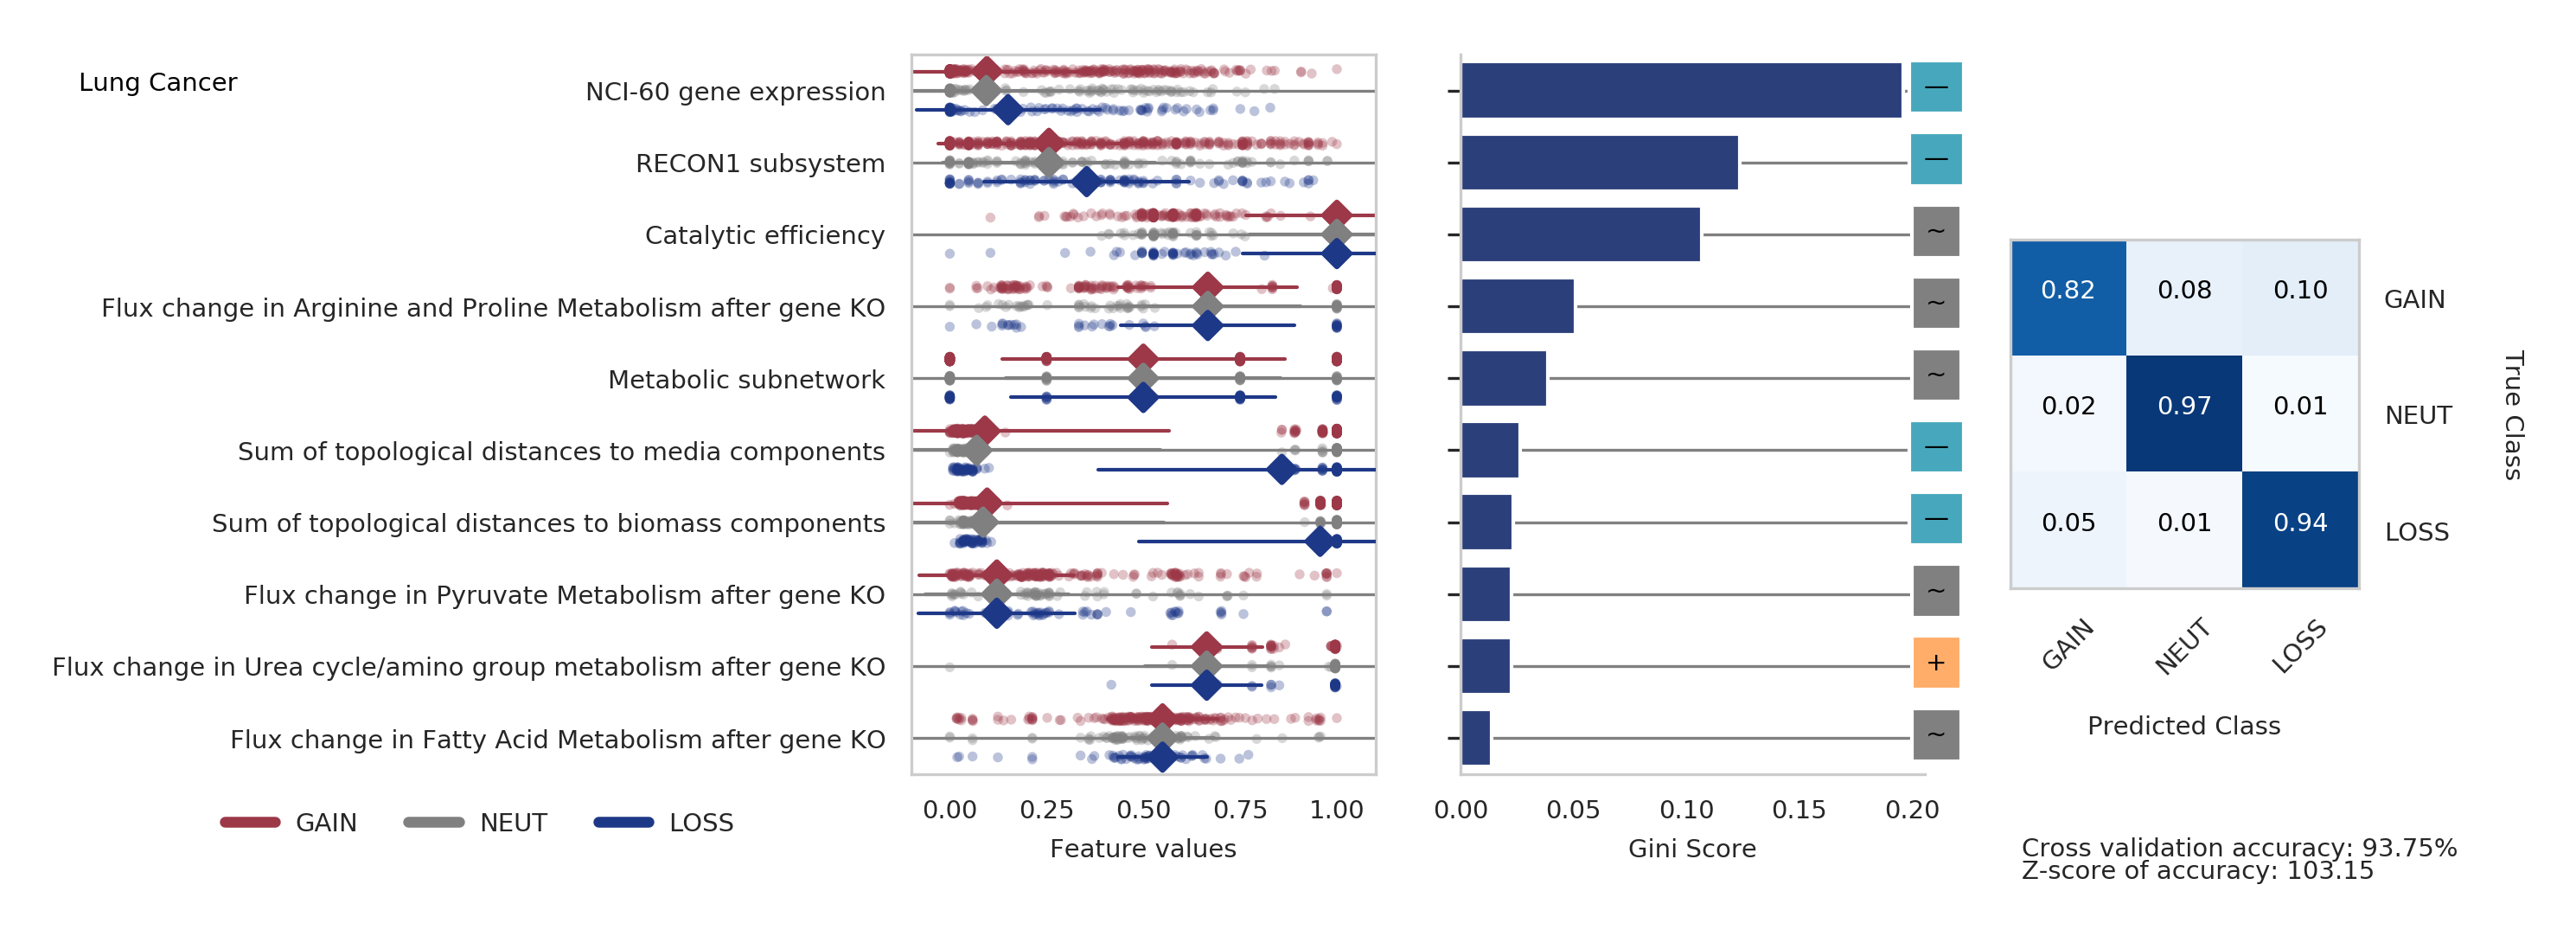 Lung Cancer
NCI-60 gene expression
RECON1 subsystem
Catalytic efficiency
Flux change in Arginine and Proline Metabolism after gene KO
Metabolic subnetwork
Sum of topological distances to media components
Sum of topological distances to biomass components
Flux change in Pyruvate Metabolism after gene KO
Flux change in Urea cycle/amino group metabolism after gene KO
Flux change in Fatty Acid Metabolism after gene KO
GAIN NEUT LOSS
0.00 0.25 0.50 0.75 1.00
Feature values
—
—
~
~
~
—
—
~
+
~
0.00 0.05 0.10 0.15 0.20
Gini Score
0.82 0.08 0.10 GAIN
0.02 0.97 0.01 NEUT
0.05 0.01 0.94 LOSS
True Class
GAIN NEUT LOSS
Predicted Class
Cross validation accuracy: 93.75%
Z-score of accuracy: 103.15